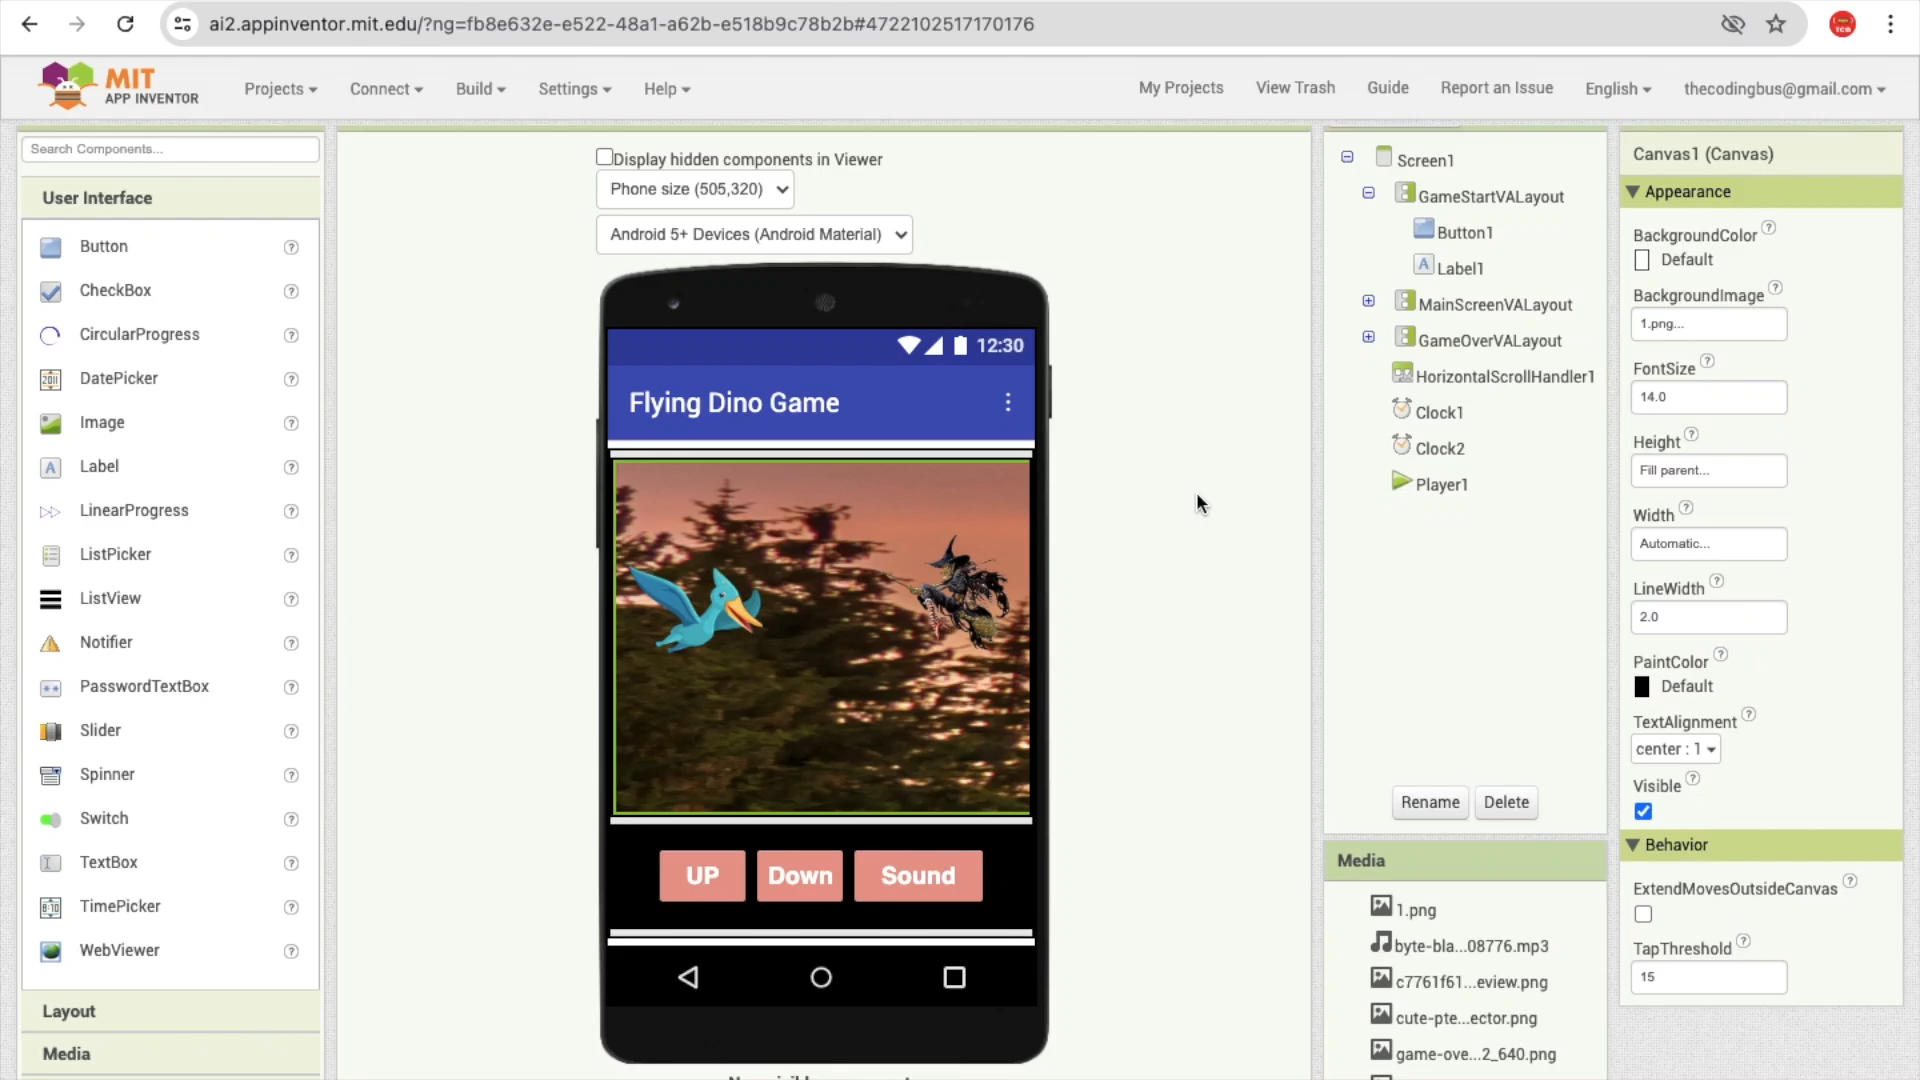 ai2.appinventor.mit.edu/?ng=fb8e632e-e522-48a1-a62b-e518b9c78b2b#4722102517170176
MIT
APP INVENTOR
Projects
Connect
Build
Settings
Help
My Projects
View Trash
Guide
Report an Issue
English
thecodingbus@gmail.com
Search Components...
User Interface
Button
CheckBox
CircularProgress
DatePicker
Image
Label
LinearProgress
ListPicker
ListView
Notifier
PasswordTextBox
Slider
Spinner
Switch
TextBox
TimePicker
WebViewer
Layout
Media
Display hidden components in Viewer
Phone size (505,320)
Android 5+ Devices (Android Material)
12:30
Flying Dino Game
UP
Down
Sound
Screen1
GameStartVALayout
Button1
Label1
MainScreenVALayout
GameOverVALayout
HorizontalScrollHandler1
Clock1
Clock2
Player1
Rename
Delete
Media
1.png
byte-bla...08776.mp3
c7761f61...eview.png
cute-pte...ector.png
game-ove...2_640.png
Canvas1 (Canvas)
Appearance
BackgroundColor
Default
BackgroundImage
1.png...
FontSize
14.0
Height
Fill parent...
Width
Automatic...
LineWidth
2.0
PaintColor
Default
TextAlignment
center : 1
Visible
Behavior
ExtendMovesOutsideCanvas
TapThreshold
15